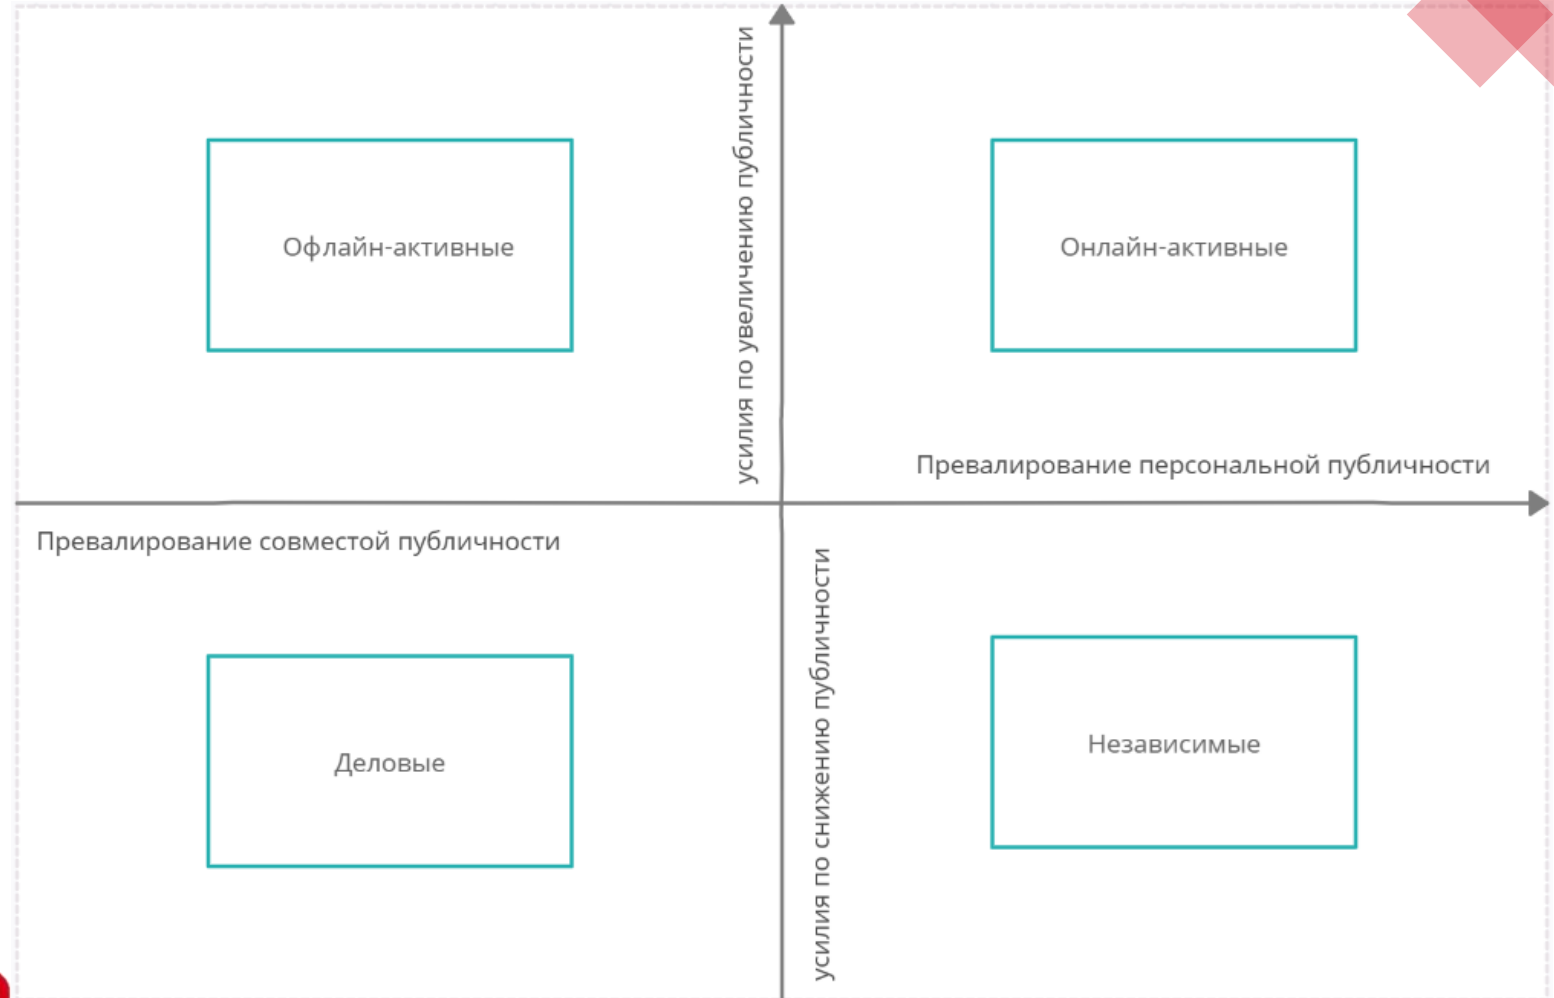 усилия по увеличению публичности
Офлайн-активные
Онлайн-активные
Превалирование персональной публичности
Превалирование совместой публичности
усилия по снижению публичности
Деловые
Независимые